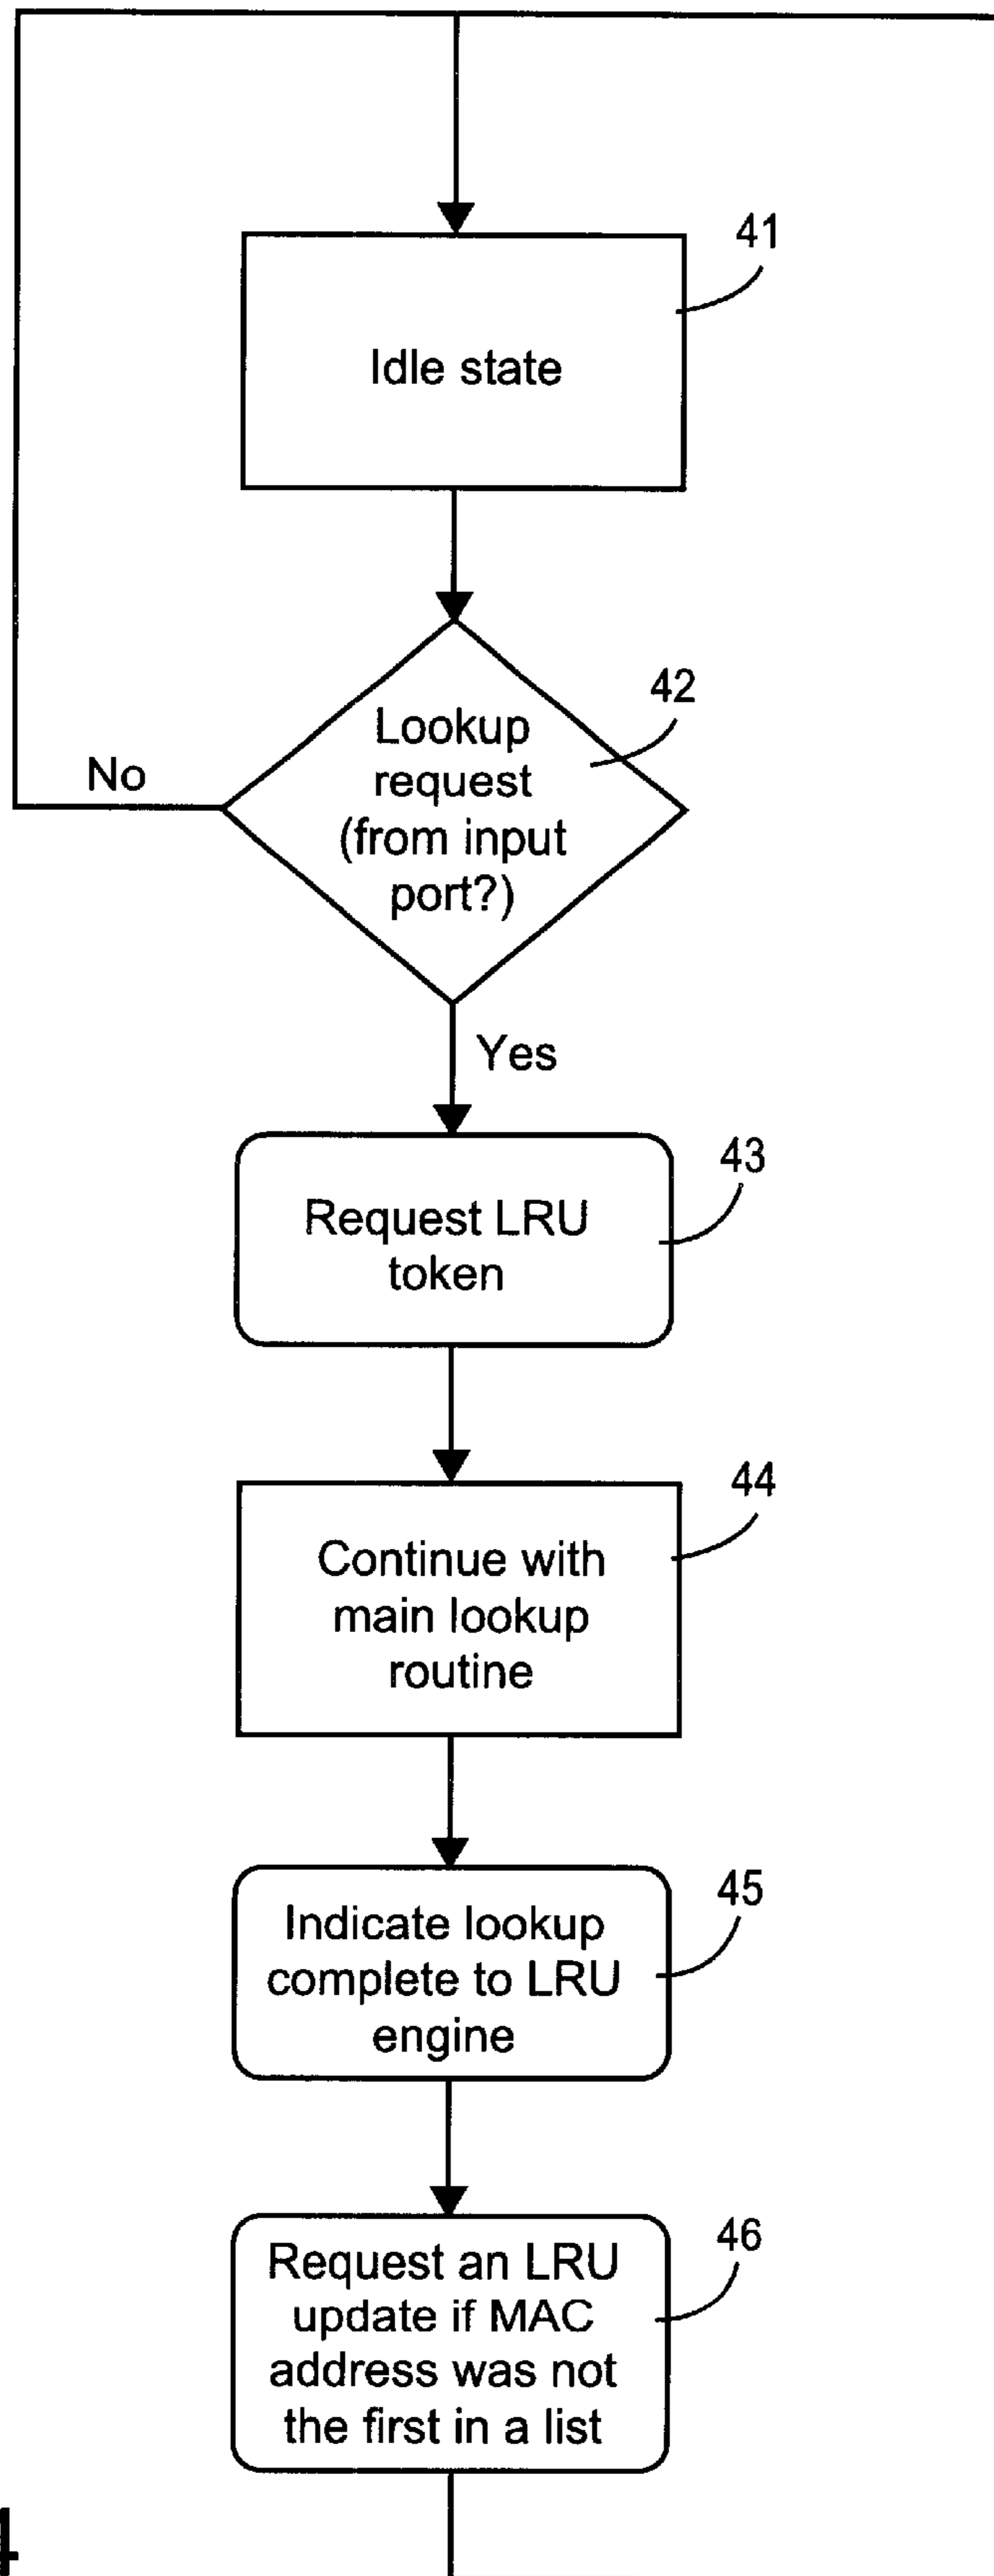 41
Idle state
42
Lookup
request
(from input
port?)
No
Yes
43
Request LRU
token
44
Continue with
main lookup
routine
45
Indicate lookup
complete to LRU
engine
46
Request an LRU
update if MAC
address was not
the first in a list
4